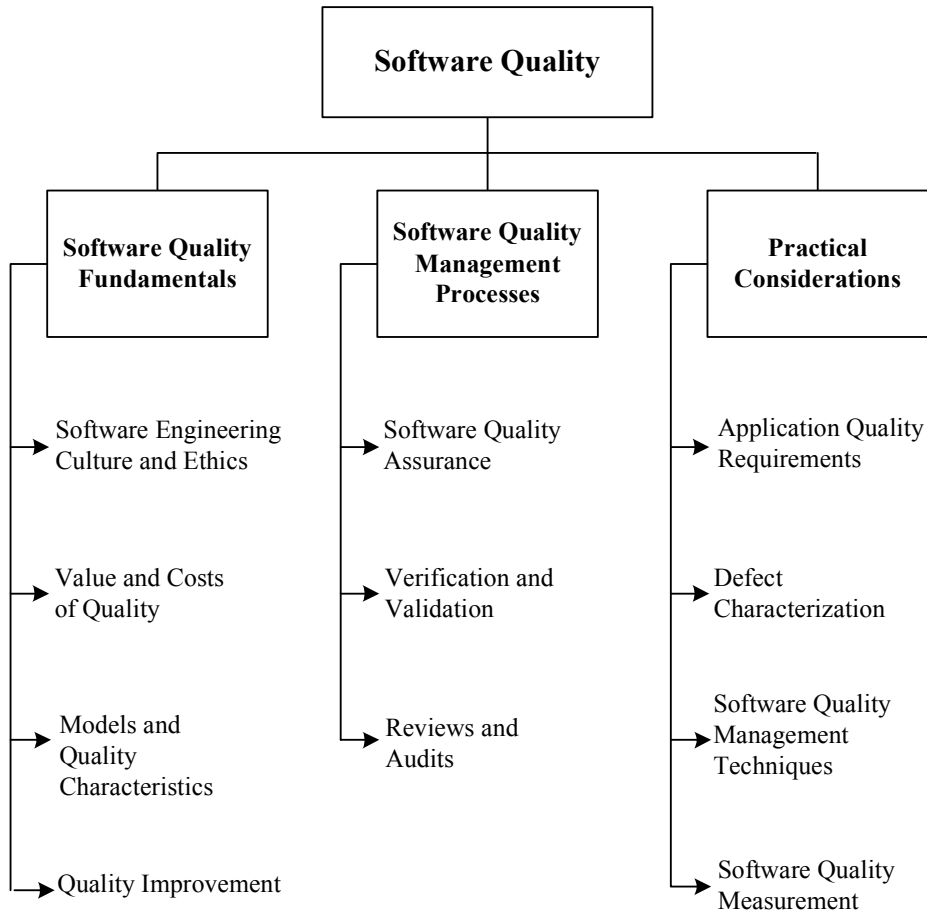 Software Quality
Software Quality
Fundamentals
Software Engineering
Culture and Ethics
Value and Costs
of Quality
Models and
Quality
Characteristics
Quality Improvement
Software Quality
Management
Processes
Software Quality
Assurance
Verification and
Validation
Reviews and
Audits
Practical
Considerations
Application Quality
Requirements
Defect
Characterization
Software Quality
Management
Techniques
Software Quality
Measurement